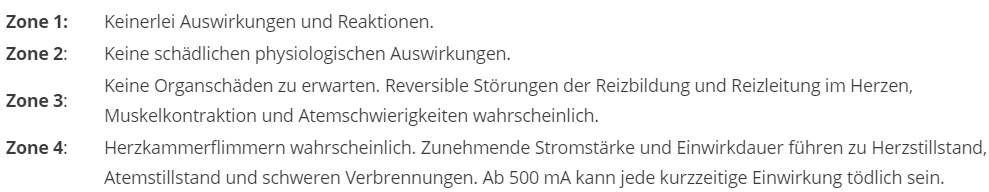 Zone 1: Keinerlei Auswirkungen und Reaktionen.
Zone 2: Keine schädlichen physiologischen Auswirkungen.
Zone 3: Keine Organschäden zu erwarten. Reversible Störungen der Reizbildung und Reizleitung im Herzen,
Muskelkontraktion und Atemschwierigkeiten wahrscheinlich.
Zone 4: Herzkammerflimmern wahrscheinlich. Zunehmende Stromstärke und Einwirkdauer führen zu Herzstillstand,
Atemstillstand und schweren Verbrennungen. Ab 500 mA kann jede kurzzeitige Einwirkung tödlich sein.